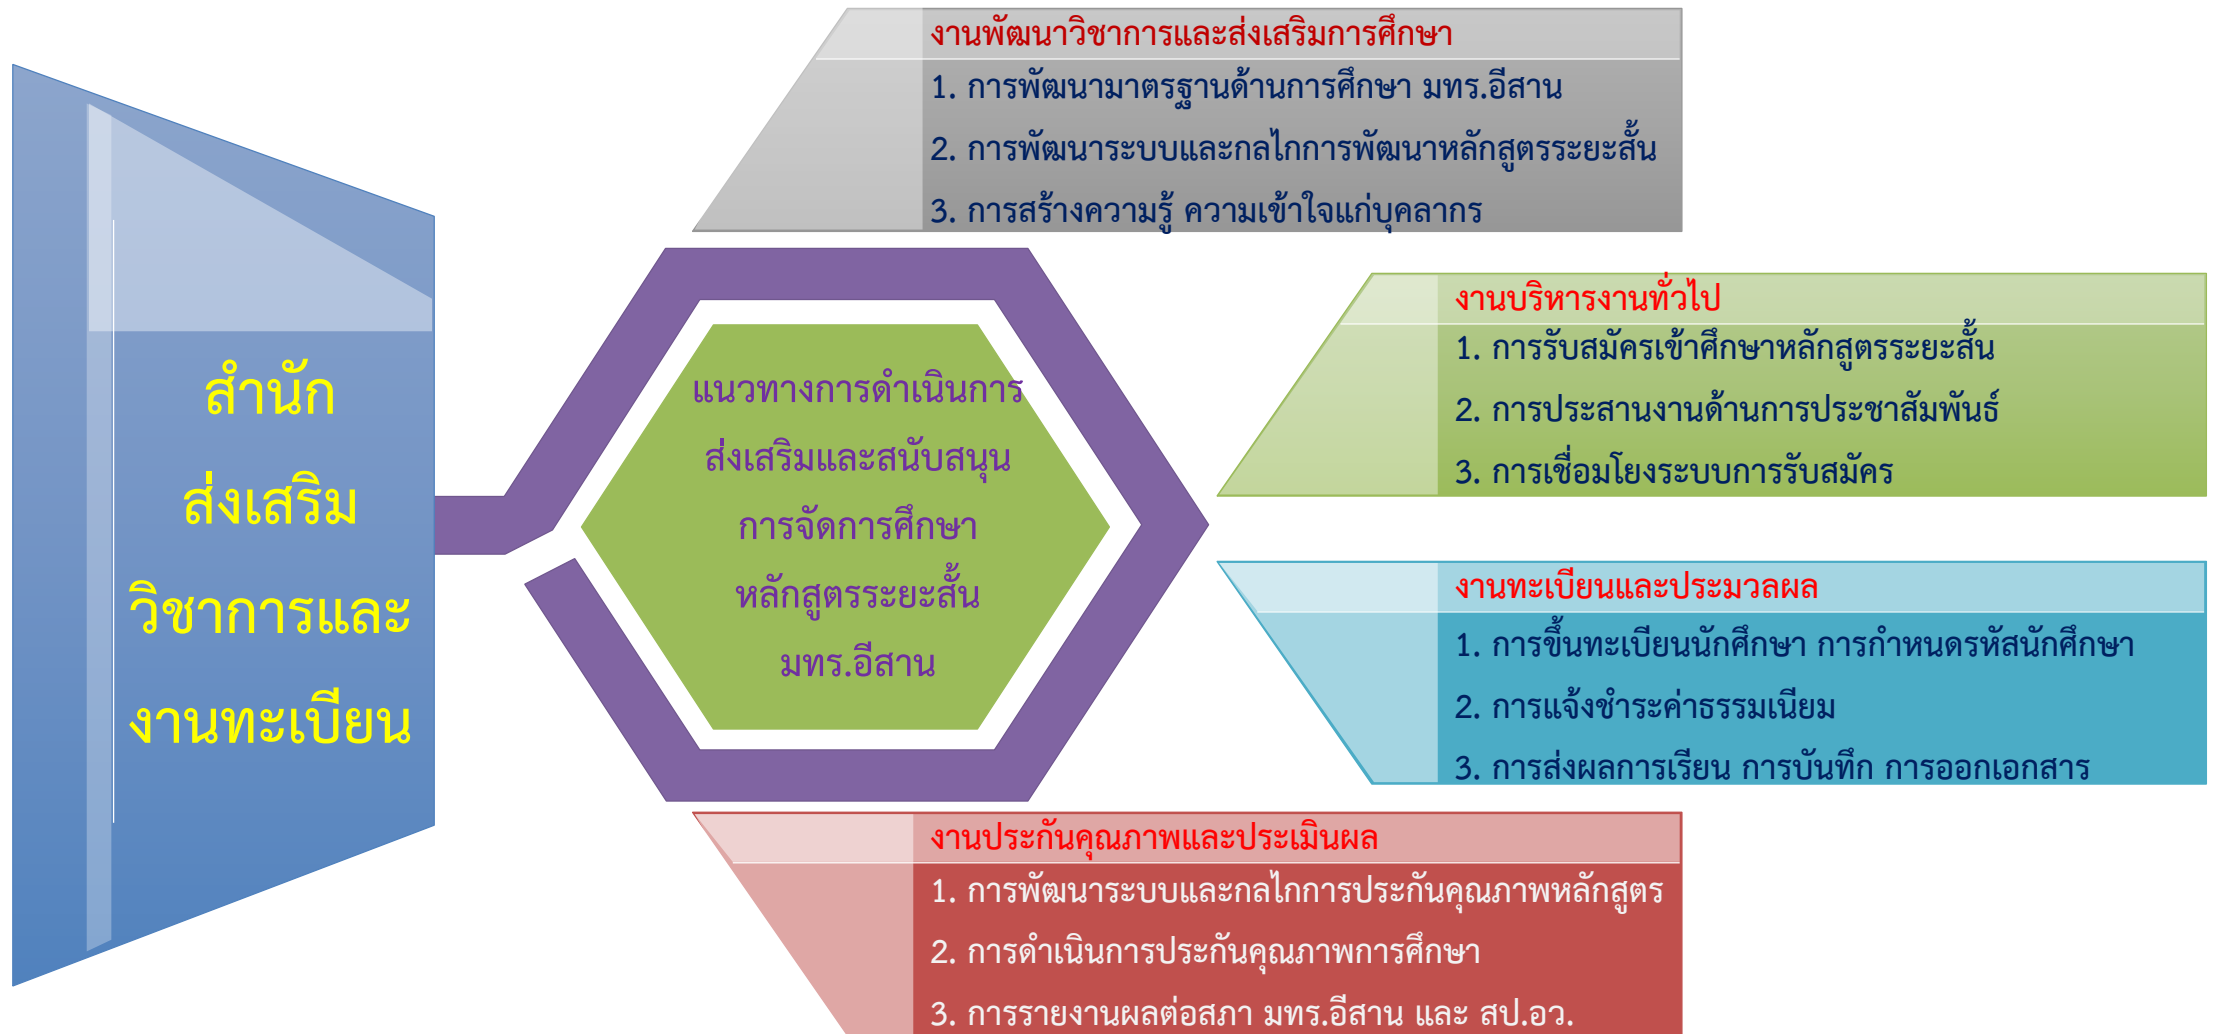 สำนัก
ส่งเสริม
วิชาการและ
งานทะเบียน
แนวทางการดำเนินการ
ส่งเสริมและสนับสนุน
การจัดการศึกษา
หลักสูตรระยะสั้น
มทร.อีสาน
งานพัฒนาวิชาการและส่งเสริมการศึกษา
1. การพัฒนามาตรฐานด้านการศึกษา มทร.อีสาน
2. การพัฒนาระบบและกลไกการพัฒนาหลักสูตรระยะสั้น
3. การสร้างความรู้ ความเข้าใจแก่บุคลากร
งานบริหารงานทั่วไป
1. การรับสมัครเข้าศึกษาหลักสูตรระยะสั้น
2. การประสานงานด้านการประชาสัมพันธ์
3. การเชื่อมโยงระบบการรับสมัคร
งานทะเบียนและประมวลผล
1. การขึ้นทะเบียนนักศึกษา การกำหนดรหัสนักศึกษา
2. การแจ้งชำระค่าธรรมเนียม
3. การส่งผลการเรียน การบันทึก การออกเอกสาร
งานประกันคุณภาพและประเมินผล
1. การพัฒนาระบบและกลไกการประกันคุณภาพหลักสูตร
2. การดำเนินการประกันคุณภาพการศึกษา
3. การรายงานผลต่อสภา มทร.อีสาน และ สป.อว.